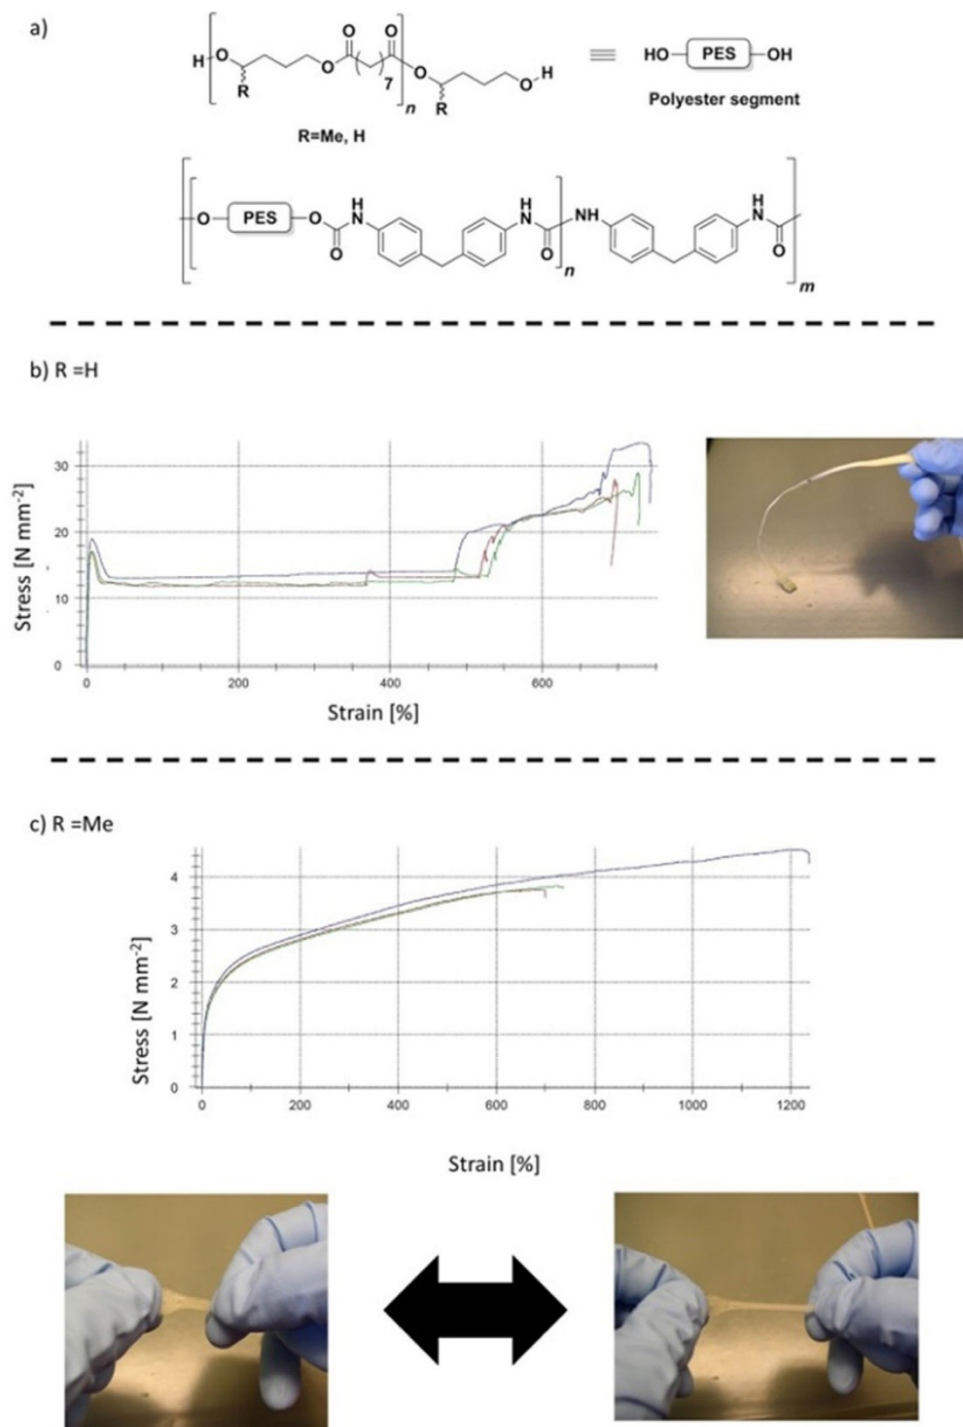 a)
H O O O O O O H
R 7 n R
R=Me, H
HO PES OH
Polyester segment
O PES O H N H N NH H N
O O O
n m
b) R =H
30
20
10
0
0 200 400 600
Stress [N mm-2]
Strain [%]
c) R =Me
4
3
2
1
0
0 200 400 600 800 1000 1200
Stress [N mm-2]
Strain [%]